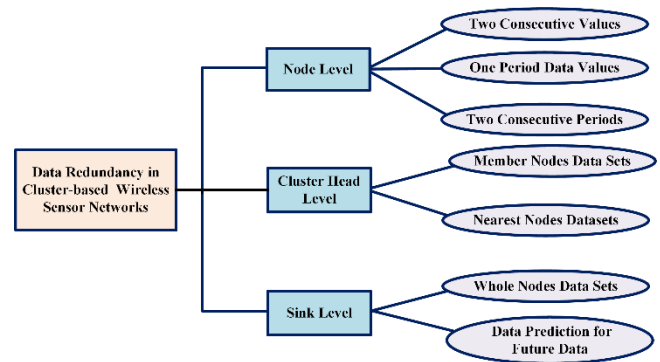 Two Consecutive Values
Node Level
One Period Data Values
Two Consecutive Periods
Data Redundancy in
Cluster-based Wireless
Sensor Networks
Cluster Head
Level
Member Nodes Data Sets
Nearest Nodes Datasets
Sink Level
Whole Nodes Data Sets
Data Prediction for
Future Data